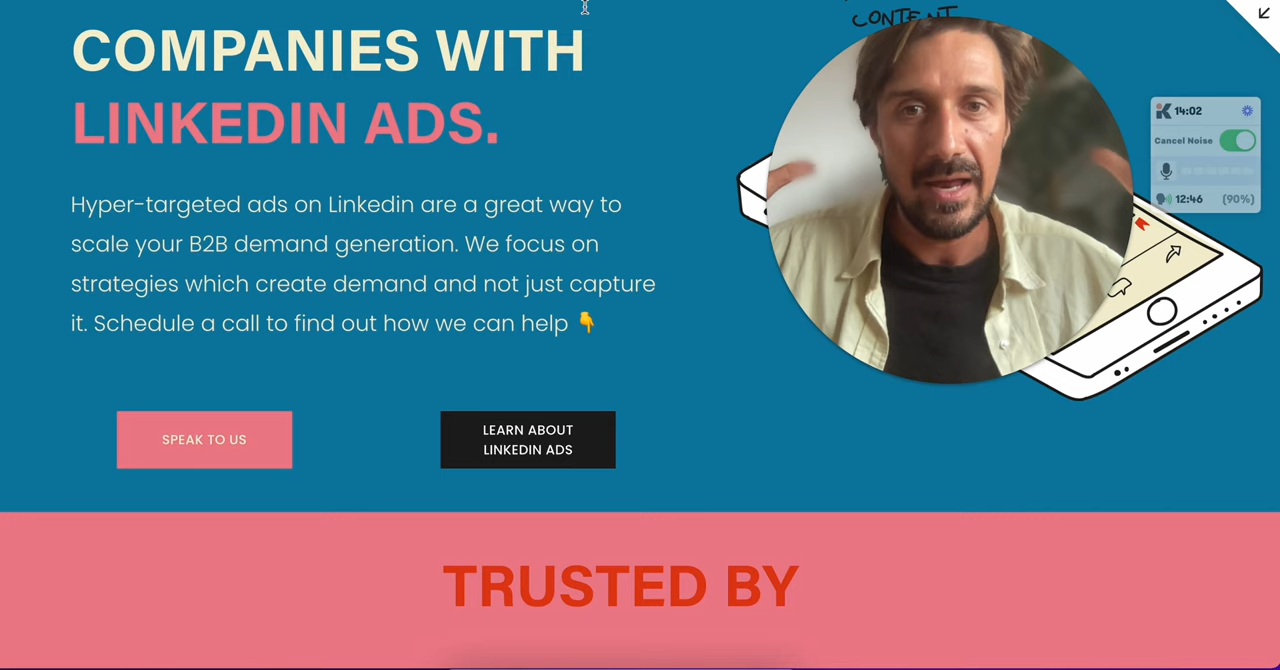 COMPANIES WITH
LINKEDIN ADS.
Hyper-targeted ads on Linkedin are a great way to
scale your B2B demand generation. We focus on
strategies which create demand and not just capture
it. Schedule a call to find out how we can help 👇
SPEAK TO US
LEARN ABOUT
LINKEDIN ADS
CONTENT
14:02
Cancel Noise
12:46 (90%)
TRUSTED BY